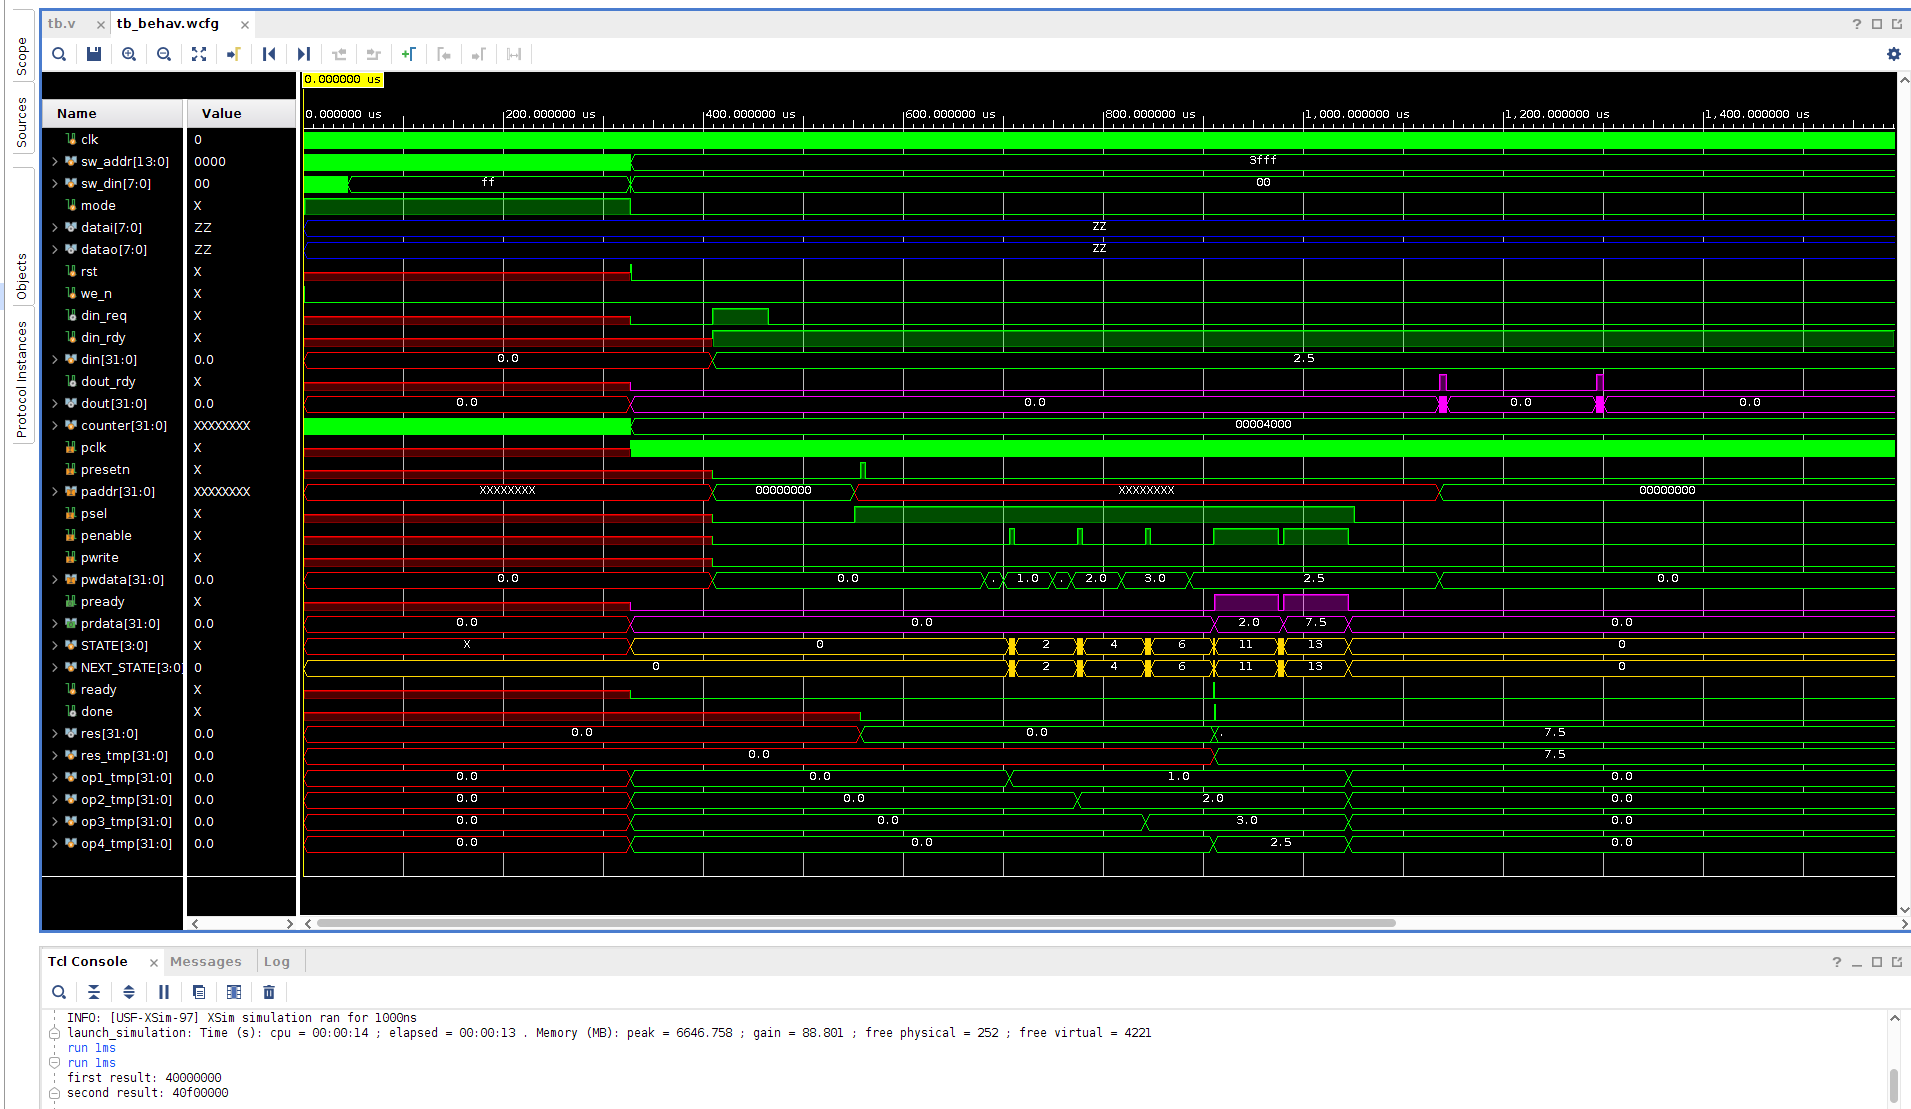 tb.v
tb_behav.wcfg
Scope
Sources
Objects
Protocol Instances
0.000000 us
Name
Value
0.000000 us
200.000000 us
400.000000 us
600.000000 us
800.000000 us
1,000.000000 us
1,200.000000 us
1,400.000000 us
clk 0
sw_addr[13:0] 0000 3fff
sw_din[7:0] 00 ff 00
mode X
datai[7:0] ZZ ZZ
datao[7:0] ZZ ZZ
rst X
we_n X
din_req X
din_rdy X
din[31:0] 0.0 0.0 2.5
dout_rdy X
dout[31:0] 0.0 0.0 0.0 0.0 0.0
counter[31:0] XXXXXXXX 00004000
pclk X
presetn X
paddr[31:0] XXXXXXXX XXXXXXXX 00000000 XXXXXXXX 00000000
psel X
penable X
pwrite X
pwdata[31:0] 0.0 0.0 0.0 . 1.0 . 2.0 3.0 2.5 0.0
pready X
prdata[31:0] 0.0 0.0 0.0 2.0 7.5 0.0
STATE[3:0] X X 0 2 4 6 11 13 0
NEXT_STATE[3:0 0 0 2 4 6 11 13 0
ready X
done X
res[31:0] 0.0 0.0 0.0 . 7.5
res_tmp[31:0] 0.0 0.0 7.5
op1_tmp[31:0] 0.0 0.0 0.0 1.0 0.0
op2_tmp[31:0] 0.0 0.0 0.0 2.0 0.0
op3_tmp[31:0] 0.0 0.0 0.0 3.0 0.0
op4_tmp[31:0] 0.0 0.0 0.0 2.5 0.0
Tcl Console
Messages
Log
INFO: [USF-XSim-97] XSim simulation ran for 1000ns
launch_simulation: Time (s): cpu = 00:00:14 ; elapsed = 00:00:13 . Memory (MB): peak = 6646.758 ; gain = 88.801 ; free physical = 252 ; free virtual = 4221
run 1ms
run 1ms
first result: 40000000
second result: 40f00000